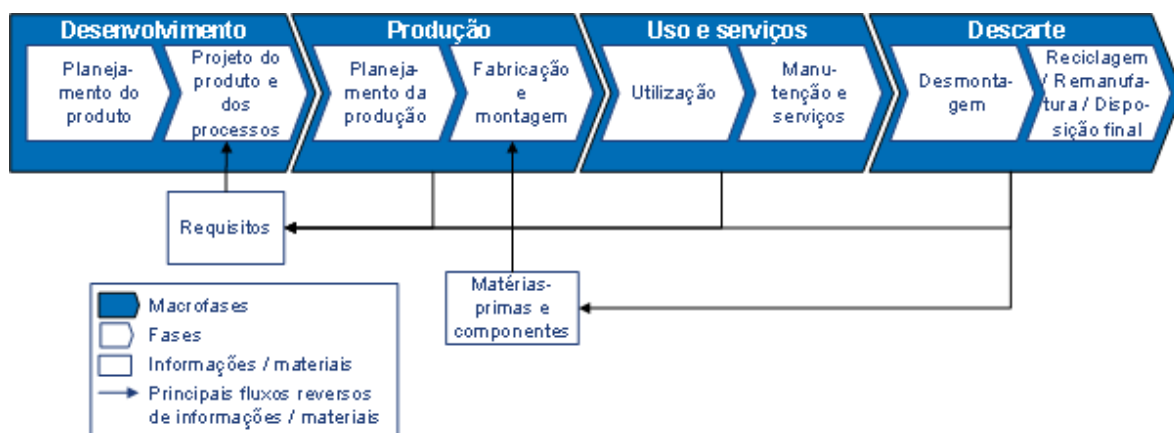 Desenvolvimento
Planeja-
mento do
produto
Projeto do
produto e
dos
processos
Produção
Planeja-
mento da
produção
Fabricação
e
montagem
Uso e serviços
Utilização
Manu-
tenção e
serviços
Descarte
Desmonta-
gem
Reciclagem
/ Remanufa-
tura / Dispo-
sição final
Requisitos
Matérias-
primas e
componentes
Macrofases
Fases
Informações / materiais
Principais fluxos reversos
de informações / materiais